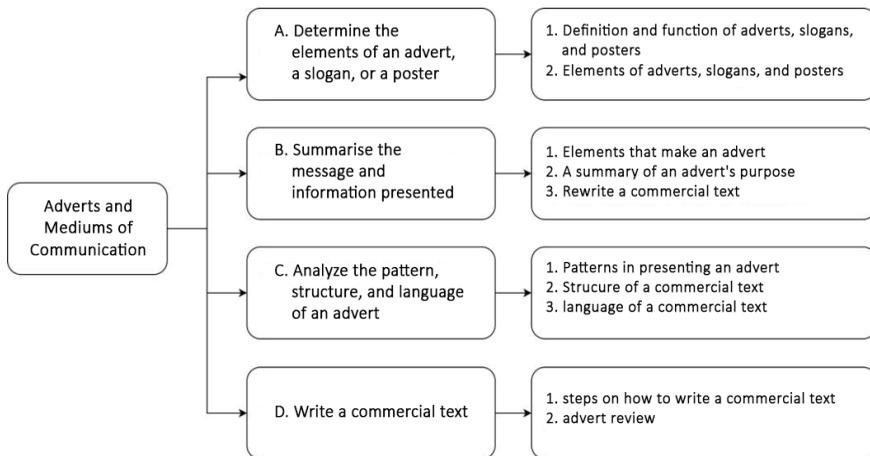 Adverts and
Mediums of
Communication
A. Determine the
elements of an advert,
a slogan, or a poster
1. Definition and function of adverts, slogans,
and posters
2. Elements of adverts, slogans, and posters
B. Summarise the
message and
information presented
1. Elements that make an advert
2. A summary of an advert's purpose
3. Rewrite a commercial text
C. Analyze the pattern,
structure, and language
of an advert
1. Patterns in presenting an advert
2. Strucure of a commercial text
3. language of a commercial text
D. Write a commercial text
1. steps on how to write a commercial text
2. advert review